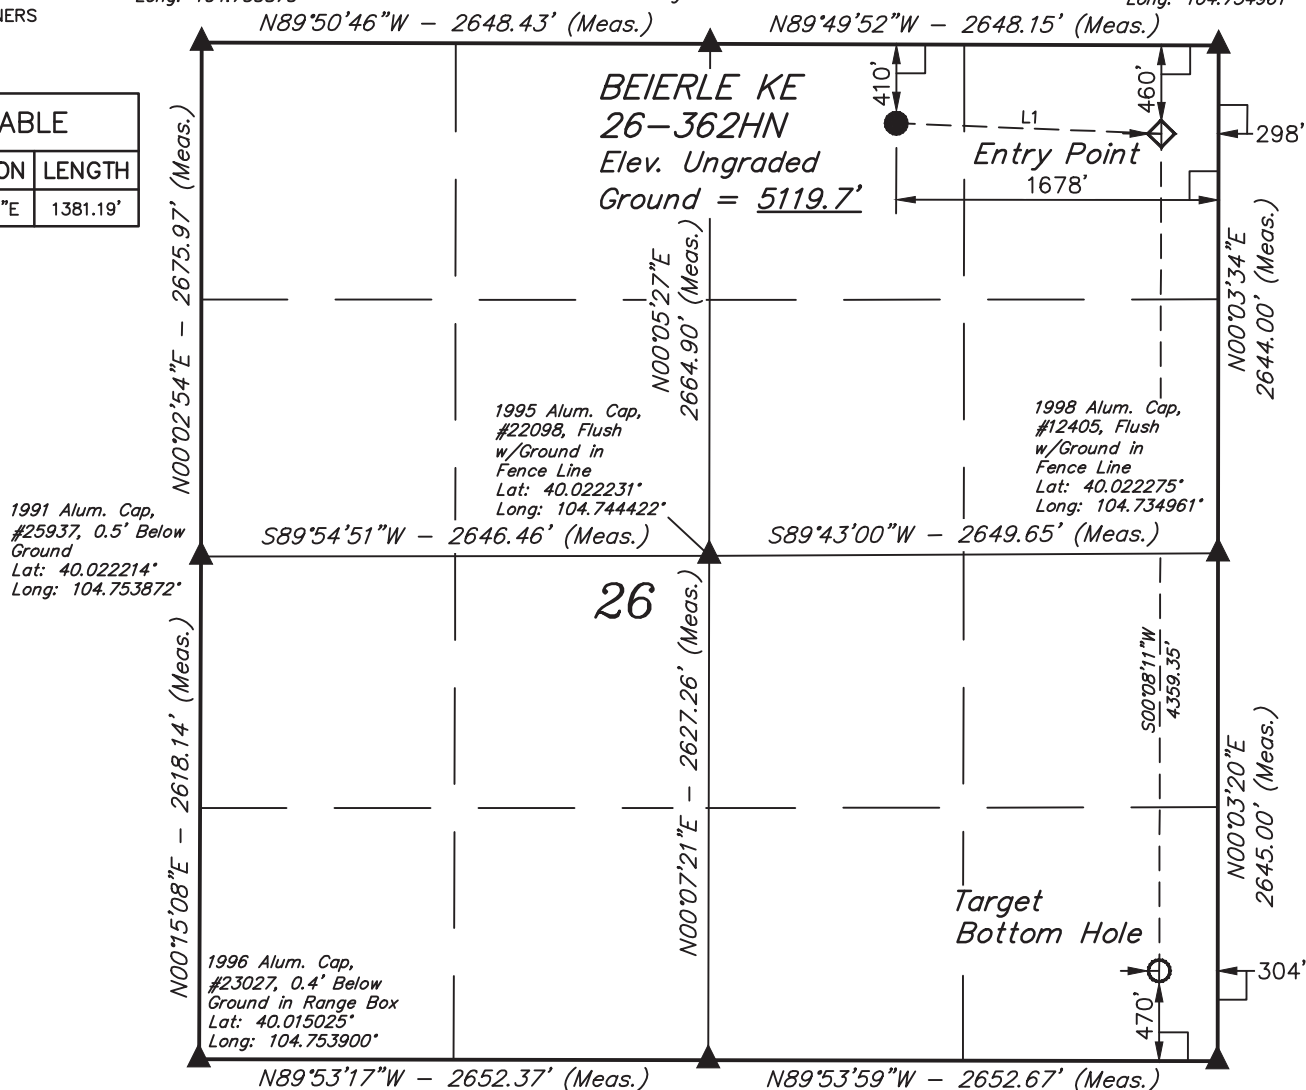 NERS
N89°50'46"W - 2648.43' (Meas.)
N89°49'52"W - 2648.15' (Meas.)
ABLE
ON LENGTH
"E 1381.19'
BEIERLE KE
26-362HN
Elev. Ungraded
Ground = 5119.7'
410'
460'
L1
Entry Point
298'
1678'
N00°02'54"E - 2675.97' (Meas.)
N00°05'27"E
2664.90' (Meas.)
N00°03'34"E
2644.00' (Meas.)
1995 Alum. Cap,
#22098, Flush
w/Ground in
Fence Line
Lat: 40.022231°
Long: 104.744422°
1998 Alum. Cap,
#12405, Flush
w/Ground in
Fence Line
Lat: 40.022275°
Long: 104.734961°
1991 Alum. Cap,
#25937, 0.5' Below
Ground
Lat: 40.022214°
Long: 104.753872°
S89°54'51"W - 2646.46' (Meas.)
S89°43'00"W - 2649.65' (Meas.)
26
N00°15'08"E - 2618.14' (Meas.)
N00°07'21"E - 2627.26' (Meas.)
S00°08'11"W
4359.35'
N00°03'20"E
2645.00' (Meas.)
Target
Bottom Hole
304'
470'
1996 Alum. Cap,
#23027, 0.4' Below
Ground in Range Box
Lat: 40.015025°
Long: 104.753900°
N89°53'17"W - 2652.37' (Meas.)
N89°53'59"W - 2652.67' (Meas.)